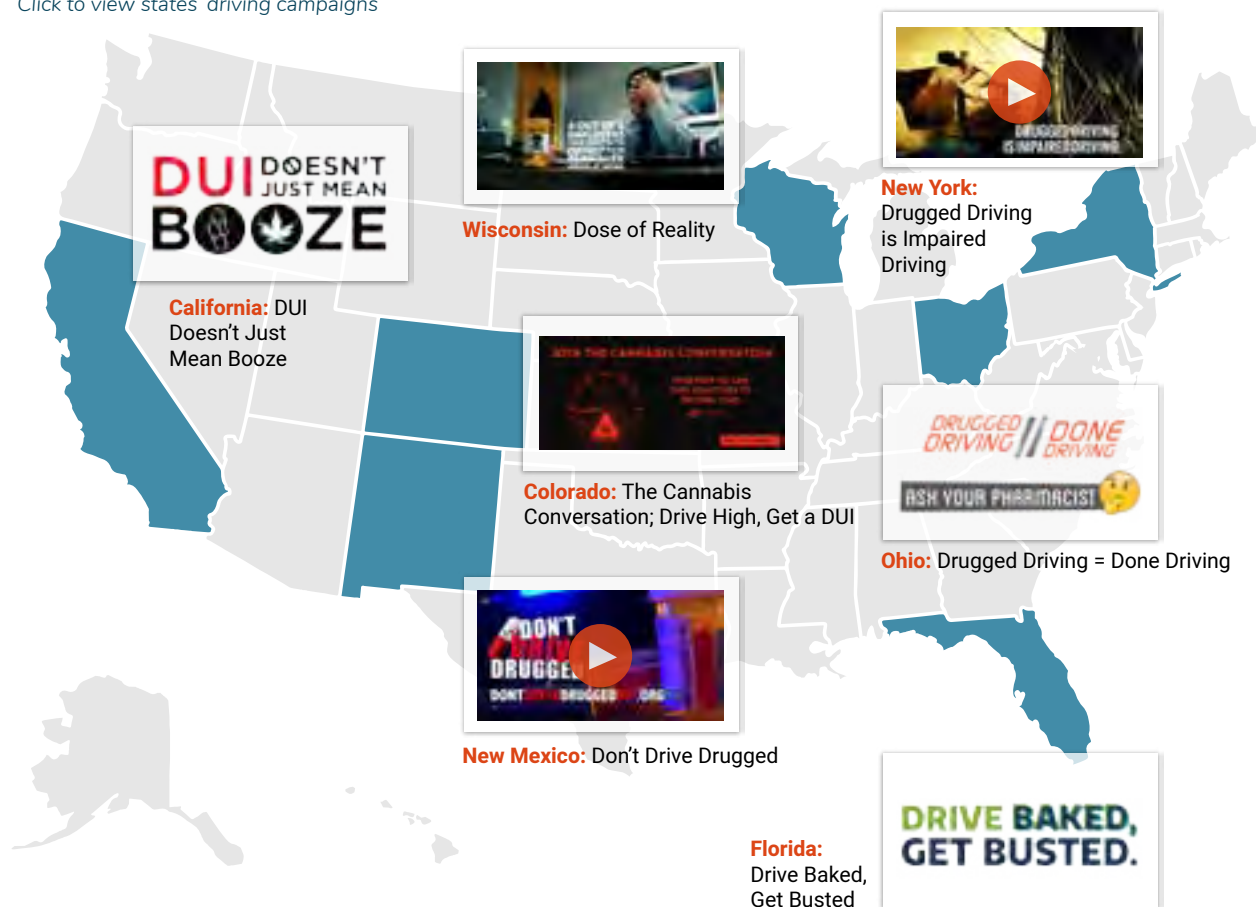 Click to view states' driving campaigns
DUI DOESN'T
JUST MEAN
BOOZE
California: DUI
Doesn't Just
Mean Booze
Wisconsin: Dose of Reality
DRUGGED DRIVING
IS IMPAIRED DRIVING
New York:
Drugged Driving
is Impaired
Driving
JOIN THE CANNABIS CONVERSATION
Colorado: The Cannabis
Conversation; Drive High, Get a DUI
DRUGGED
DRIVING // DONE
DRIVING
ASK YOUR PHARMACIST
Ohio: Drugged Driving = Done Driving
DON'T
DRIVE
DRUGGED
New Mexico: Don't Drive Drugged
DRIVE BAKED,
GET BUSTED.
Florida:
Drive Baked,
Get Busted